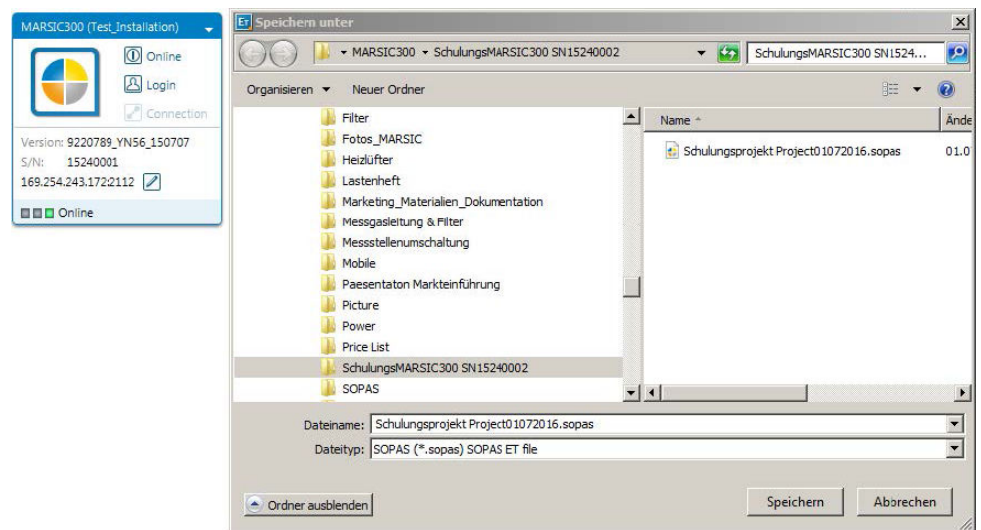 MARSIC300 (Test_Installation)
Online
Login
Connection
Version: 9220789_YN56_150707
S/N: 15240001
169.254.243.172:2112
Online
ET Speichern unter
MARSIC300 SchulungsMARSIC300 SN15240002
SchulungsMARSIC300 SN1524...
Organisieren Neuer Ordner
Filter
Fotos_MARSIC
Heizlüfter
Lastenheft
Marketing_Materialien_Dokumentation
Messgasleitung & Filter
Messstellenumschaltung
Mobile
Paesentaton Markteinführung
Picture
Power
Price List
SchulungsMARSIC300 SN15240002
SOPAS
Name Ände
Schulungsprojekt Project01072016.sopas 01.0
Dateiname: Schulungsprojekt Project01072016.sopas
Dateityp: SOPAS (*.sopas) SOPAS ET file
Ordner ausblenden
Speichern Abbrechen